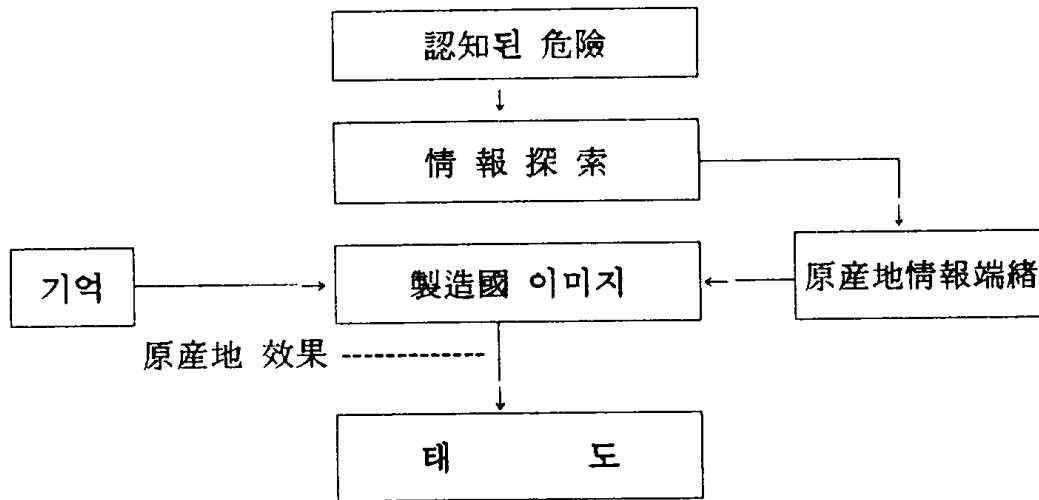 認知된 危險
情 報 探 索
기억
製造國 이미지
原産地情報端緖
原産地 效果
태 도